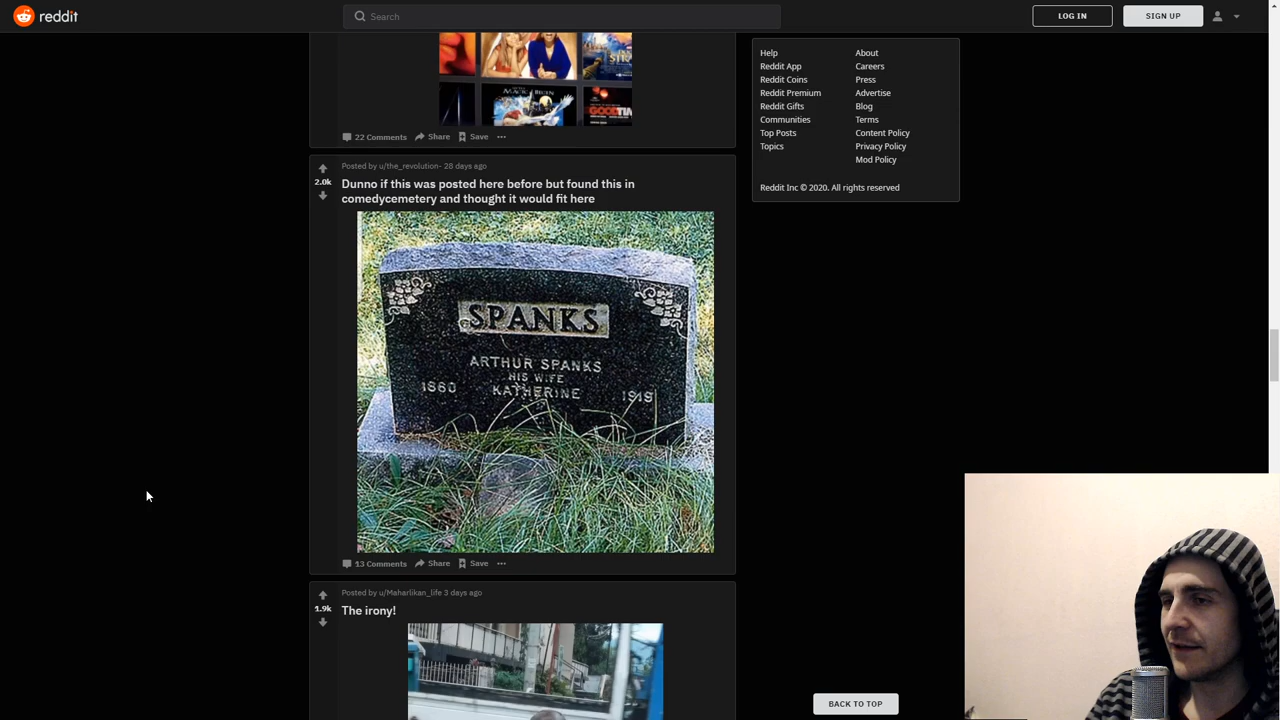 reddit
Search
LOG IN
SIGN UP
22 Comments
Share
Save
Help
About
Reddit App
Careers
Reddit Coins
Press
Reddit Premium
Advertise
Reddit Gifts
Blog
Communities
Terms
Top Posts
Content Policy
Topics
Privacy Policy
Mod Policy
Reddit Inc © 2020. All rights reserved
Posted by u/the_revolution- 28 days ago
2.0k
Dunno if this was posted here before but found this in
comedycemetery and thought it would fit here
SPANKS
ARTHUR SPANKS
HIS WIFE
1860 KATHERINE 1919
13 Comments
Share
Save
Posted by u/Maharlikan_life 3 days ago
1.9k
The irony!
BACK TO TOP